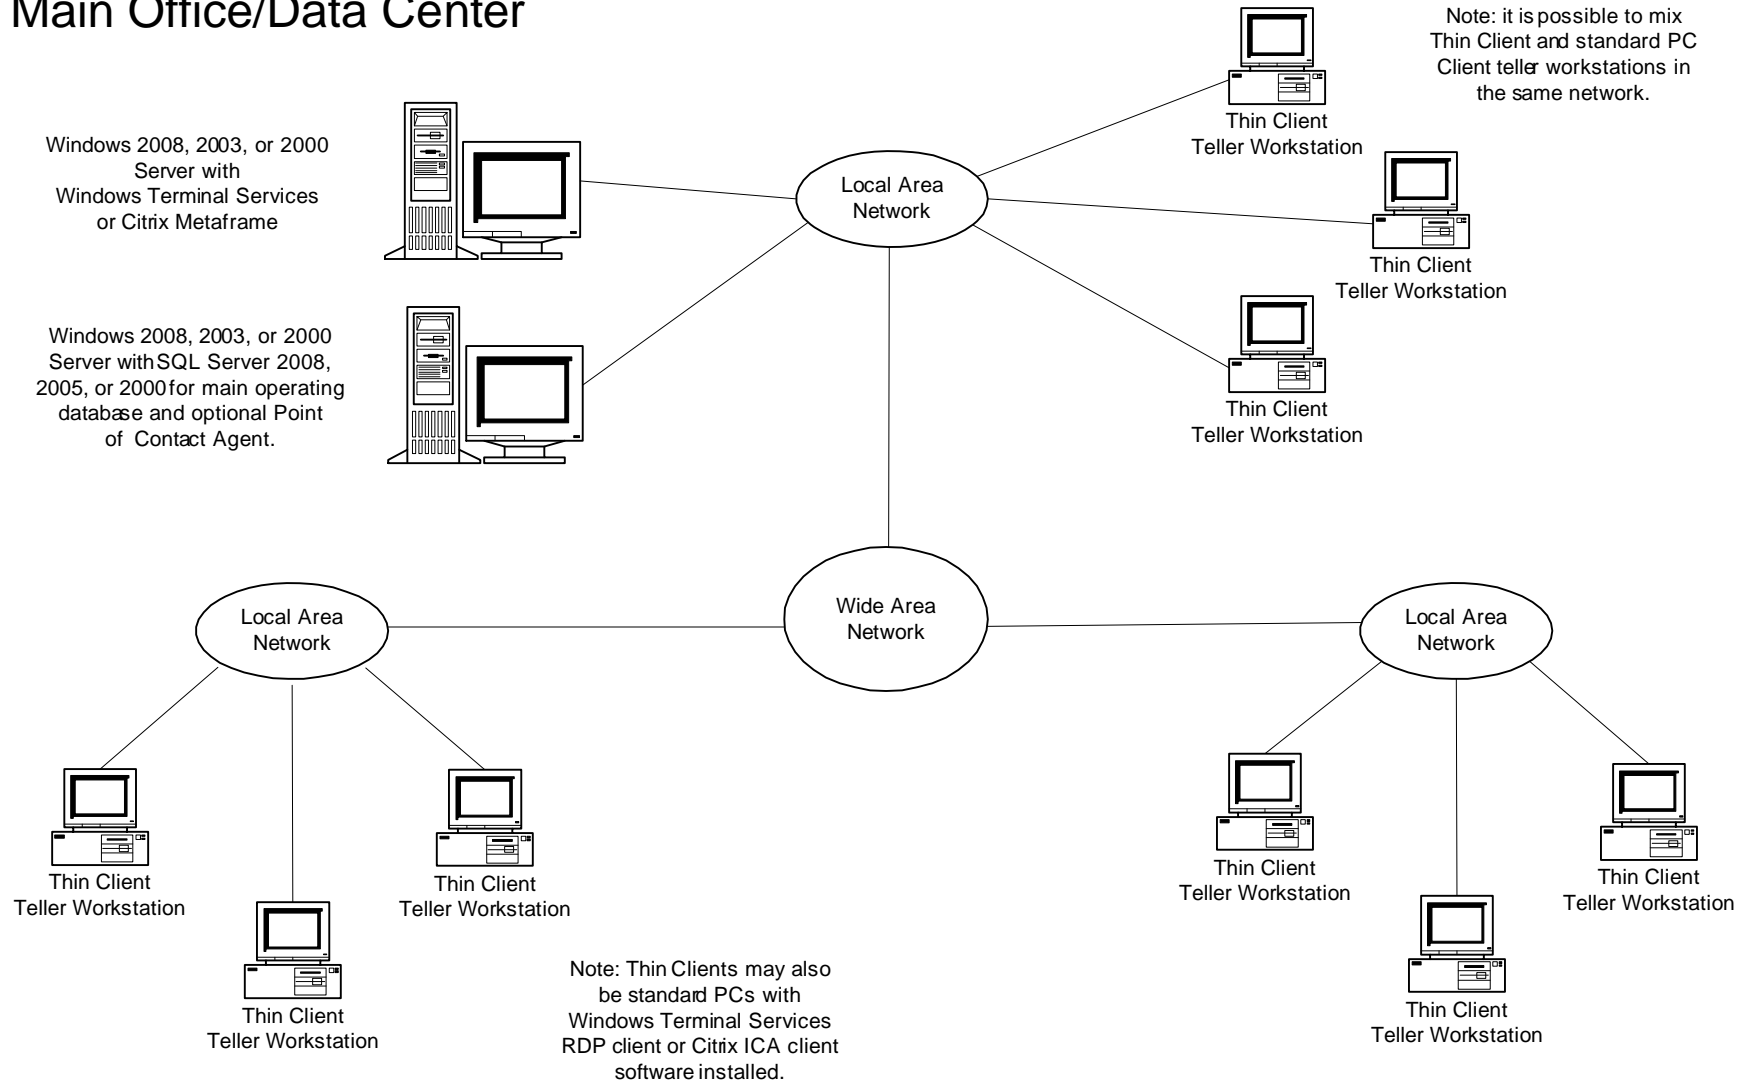 Main Office/Data Center
Note: it is possible to mix
Thin Client and standard PC
Client teller workstations in
the same network.
Windows 2008, 2003, or 2000
Server with
Windows Terminal Services
or Citrix Metaframe
Thin Client
Teller Workstation
Local Area
Network
Thin Client
Teller Workstation
Windows 2008, 2003, or 2000
Server with SQL Server 2008,
2005, or 2000 for main operating
database and optional Point
of Contact Agent.
Thin Client
Teller Workstation
Local Area
Network
Wide Area
Network
Local Area
Network
Thin Client
Teller Workstation
Thin Client
Teller Workstation
Thin Client
Teller Workstation
Thin Client
Teller Workstation
Thin Client
Teller Workstation
Thin Client
Teller Workstation
Note: Thin Clients may also
be standard PCs with
Windows Terminal Services
RDP client or Citrix ICA client
software installed.